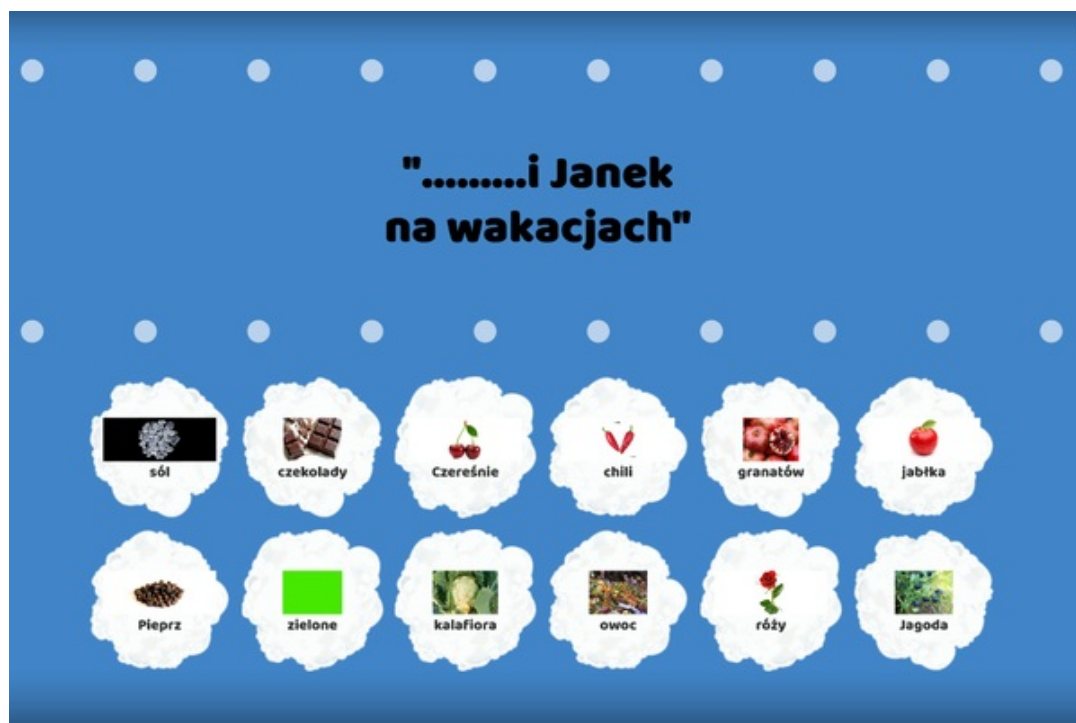 ".........i Janek
na wakacjach"
sól
czekolady
Czereśnie
chili
granatów
jabłka
Pieprz
zielone
kalafiora
owoc
róży
Jagoda